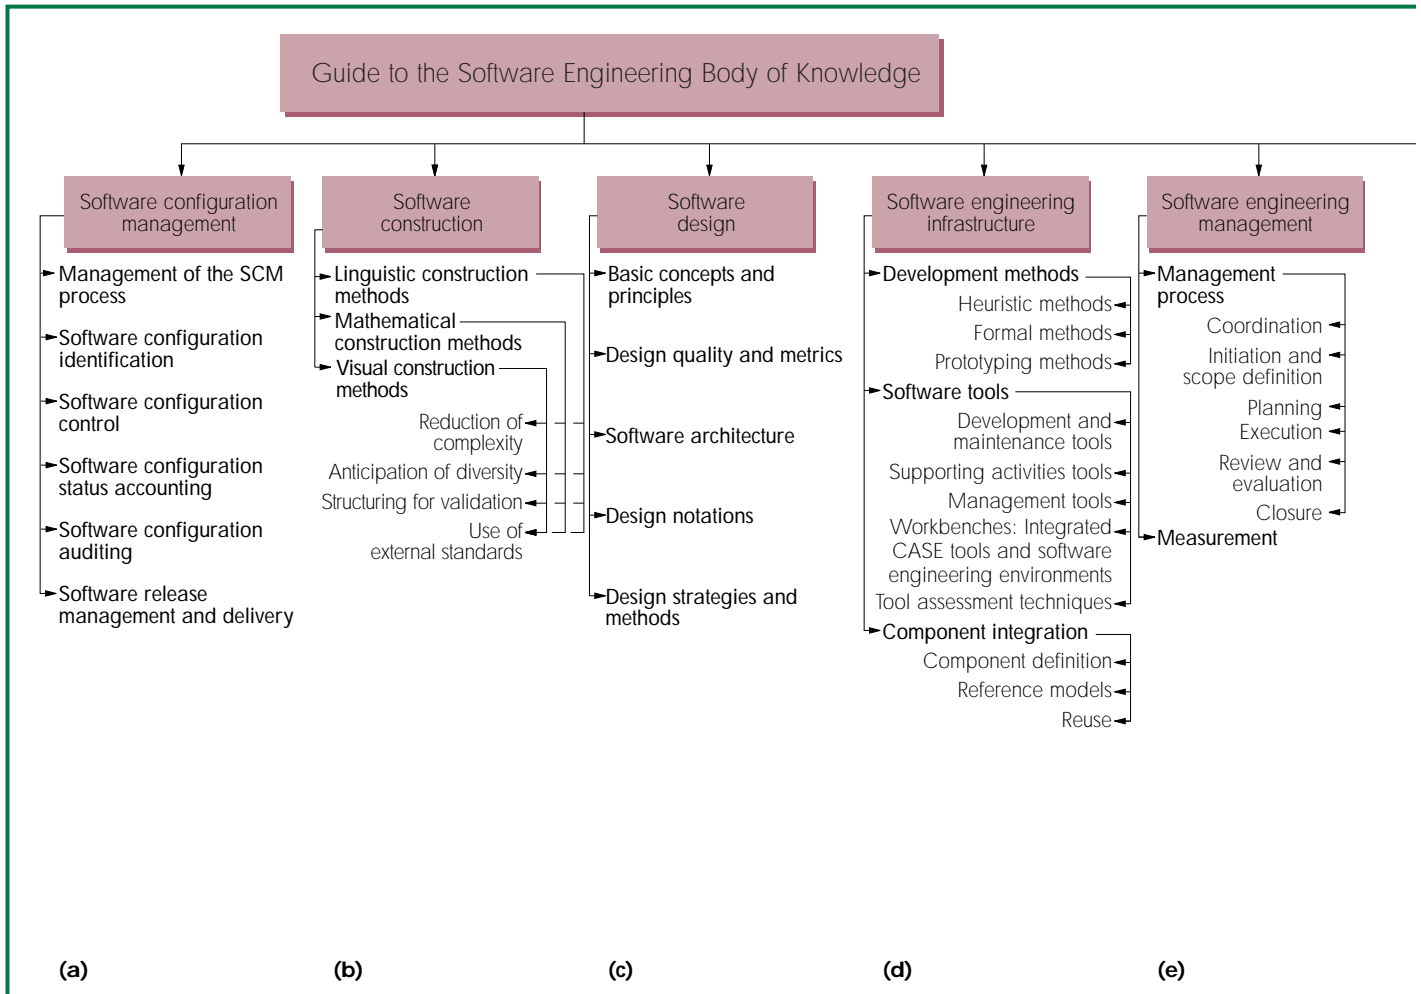 Guide to the Software Engineering Body of Knowledge
Software configuration
management
Management of the SCM
process
Software configuration
identification
Software configuration
control
Software configuration
status accounting
Software configuration
auditing
Software release
management and delivery
(a)
Software
construction
Linguistic construction
methods
Mathematical
construction methods
Visual construction
methods
Reduction of
complexity
Anticipation of diversity
Structuring for validation
Use of
external standards
(b)
Software
design
Basic concepts and
principles
Design quality and metrics
Software architecture
Design notations
Design strategies and
methods
(c)
Software engineering
infrastructure
Development methods
Heuristic methods
Formal methods
Prototyping methods
Software tools
Development and
maintenance tools
Supporting activities tools
Management tools
Workbenches: Integrated
CASE tools and software
engineering environments
Tool assessment techniques
Component integration
Component definition
Reference models
Reuse
(d)
Software engineering
management
Management
process
Coordination
Initiation and
scope definition
Planning
Execution
Review and
evaluation
Closure
Measurement
(e)